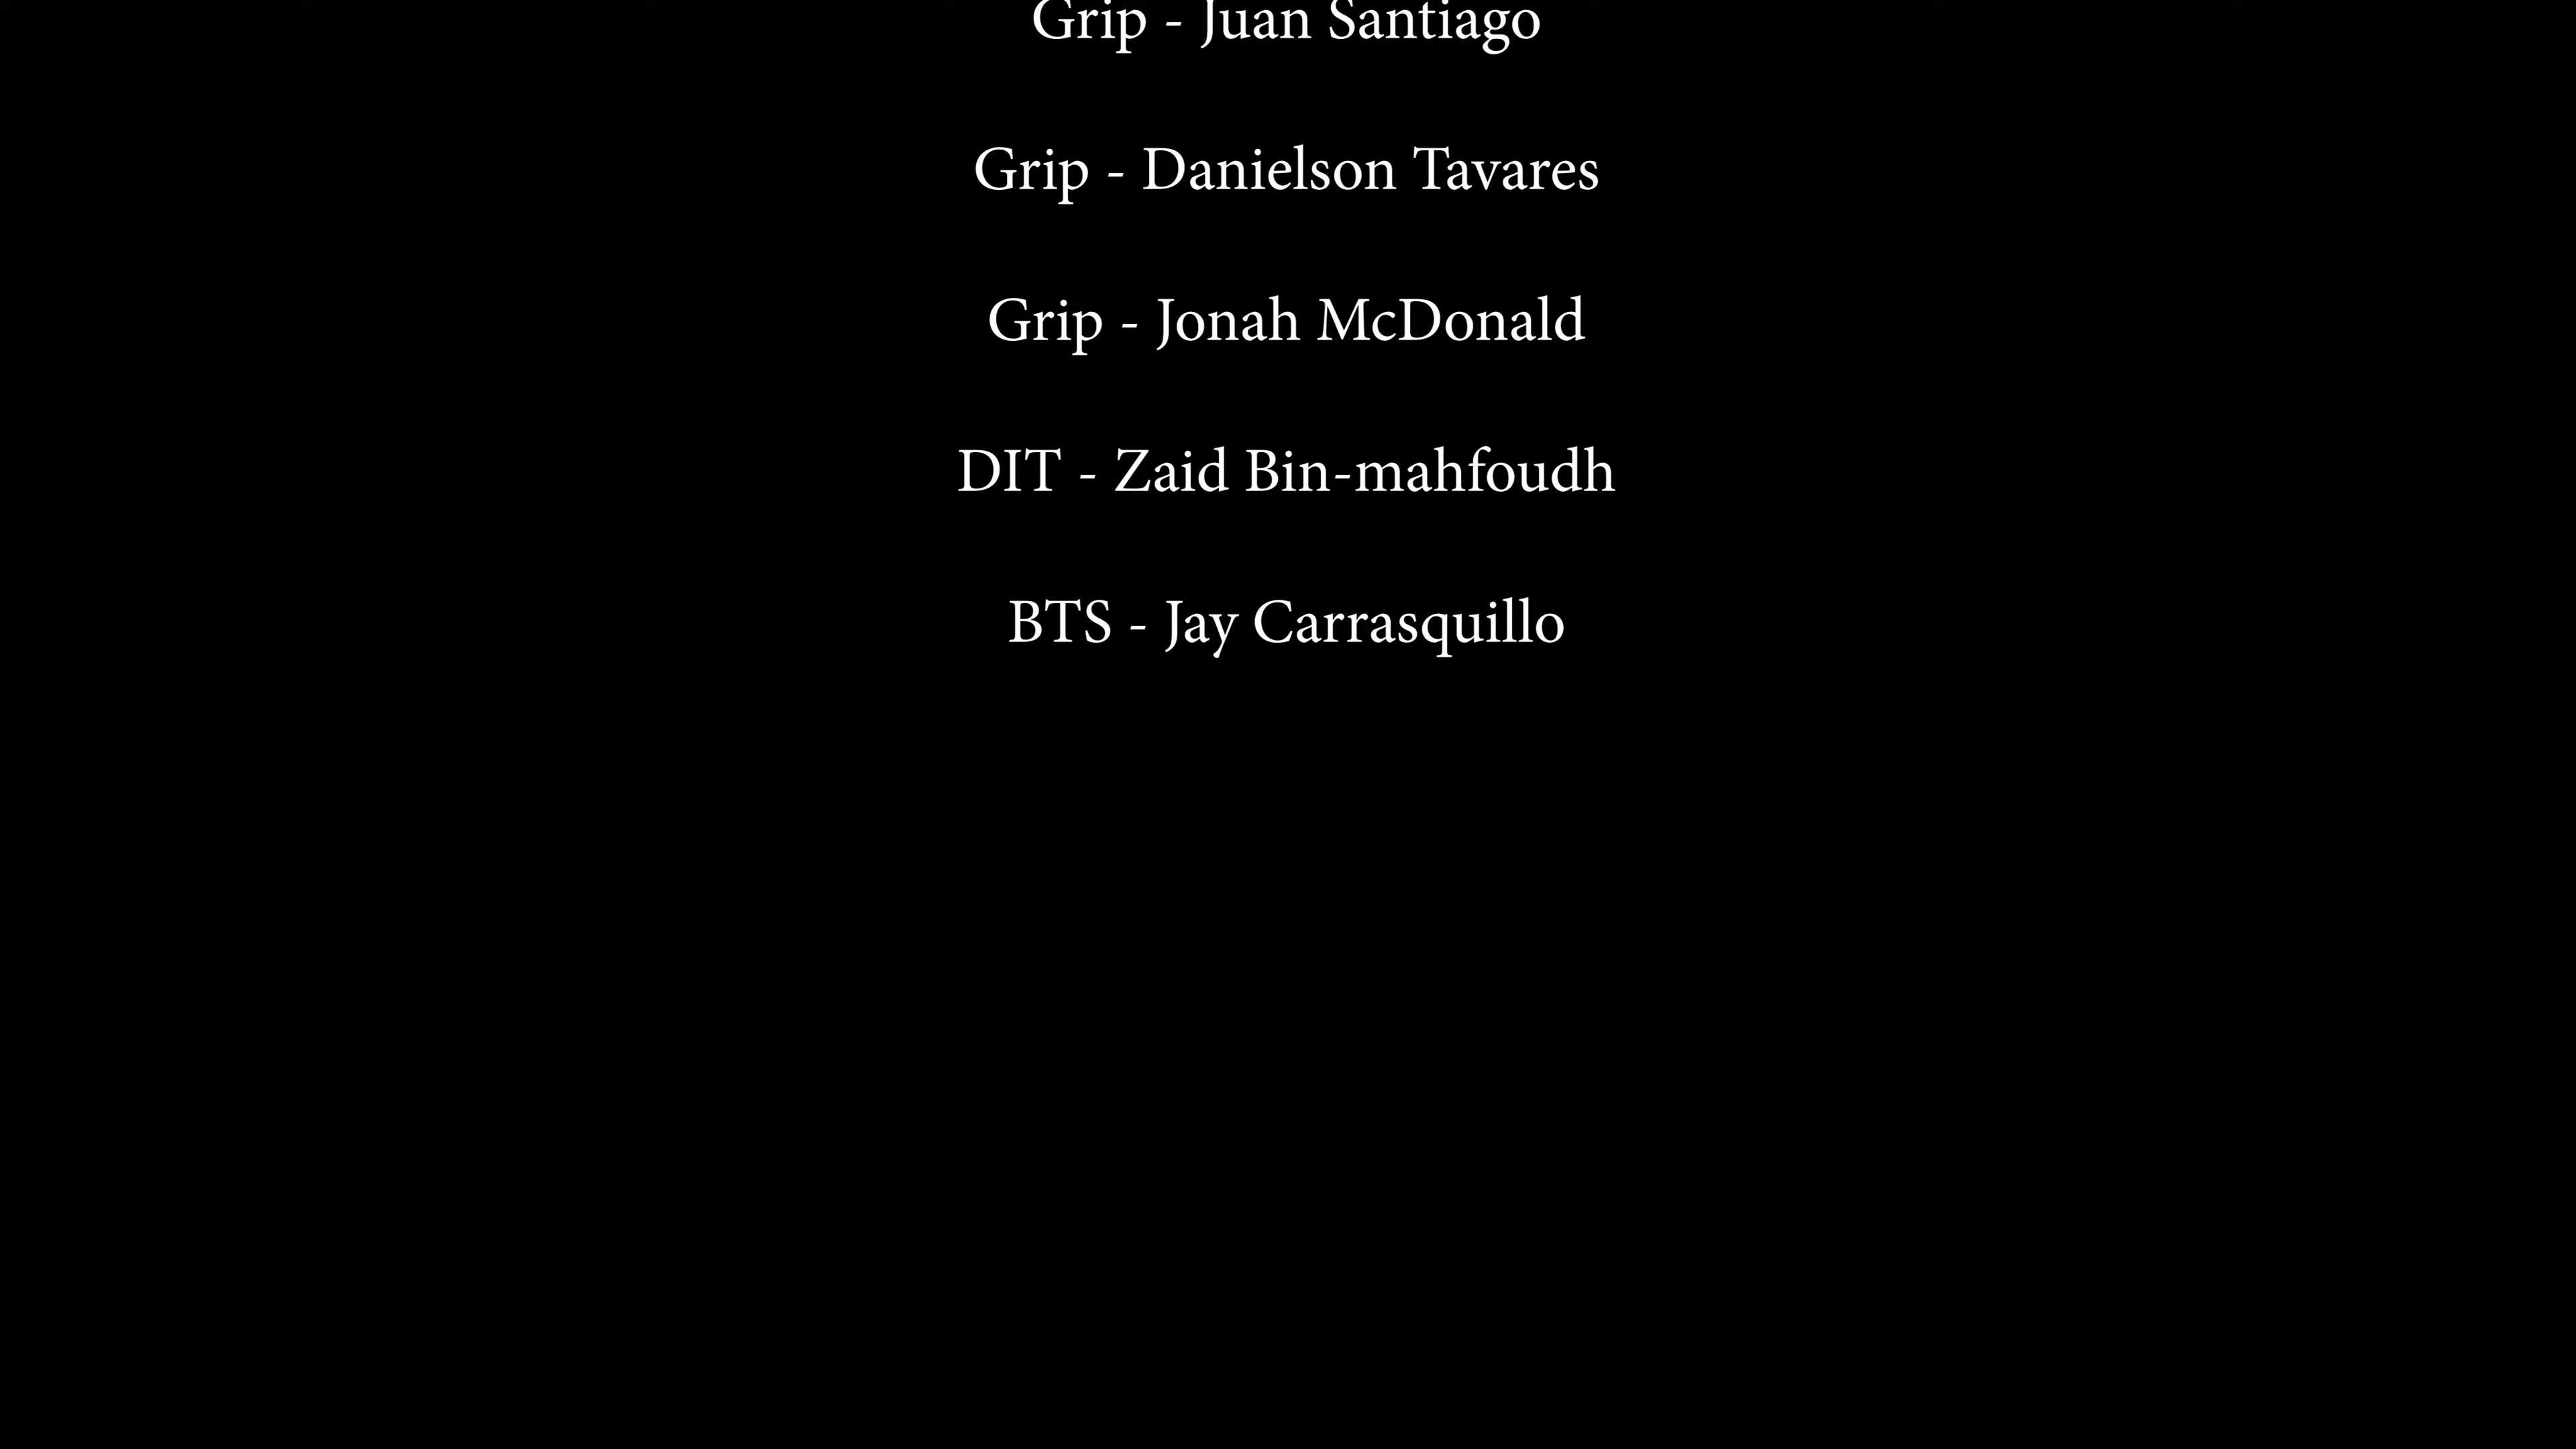 Grip - Juan Santiago
Grip - Danielson Tavares
Grip - Jonah McDonald
DIT - Zaid Bin-mahfoudh
BTS - Jay Carrasquillo